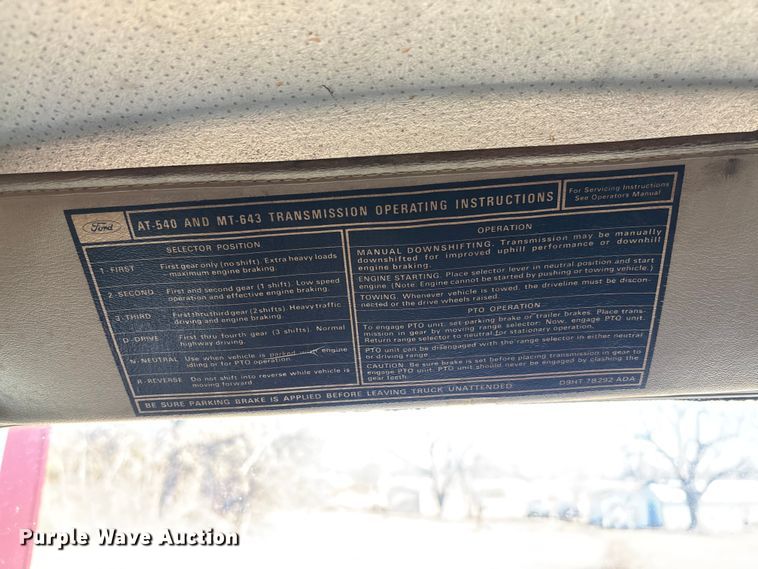 Ford
AT-540 AND MT-643 TRANSMISSION OPERATING INSTRUCTIONS
For Servicing Instructions
See Operators Manual
SELECTOR POSITION
1-FIRST First gear only (no shift). Extra heavy loads
maximum engine braking.
2-SECOND First and second gear (1 shift). Low speed
operation and effective engine braking.
3-THIRD First thru third gear (2 shifts). Heavy traffic
driving and engine braking.
D-DRIVE First thru fourth gear (3 shifts). Normal
highway driving.
N-NEUTRAL Use when vehicle is parked with engine
idling or for PTO operation.
R-REVERSE Do not shift into reverse while vehicle is
moving forward.
OPERATION
MANUAL DOWNSHIFTING. Transmission may be manually
downshifted for improved uphill performance or downhill
engine braking.
ENGINE STARTING. Place selector lever in neutral position and start
engine. (Note. Engine cannot be started by pushing or towing vehicle.)
TOWING. Whenever vehicle is towed, the driveline must be discon-
nected or the drive wheels raised.
PTO OPERATION
To engage PTO unit, set parking brake or trailer brakes. Place trans-
mission in gear by moving range selector. Now, engage PTO unit.
Return range selector to neutral for stationary operation.
PTO unit can be disengaged with the range selector in either neutral
or driving range.
CAUTION. Be sure brake is set before placing transmission in gear to
engage PTO unit. PTO unit should never be engaged by clashing the
gear teeth.
BE SURE PARKING BRAKE IS APPLIED BEFORE LEAVING TRUCK UNATTENDED.
D9HT 7B292 ADA
Purple Wave Auction